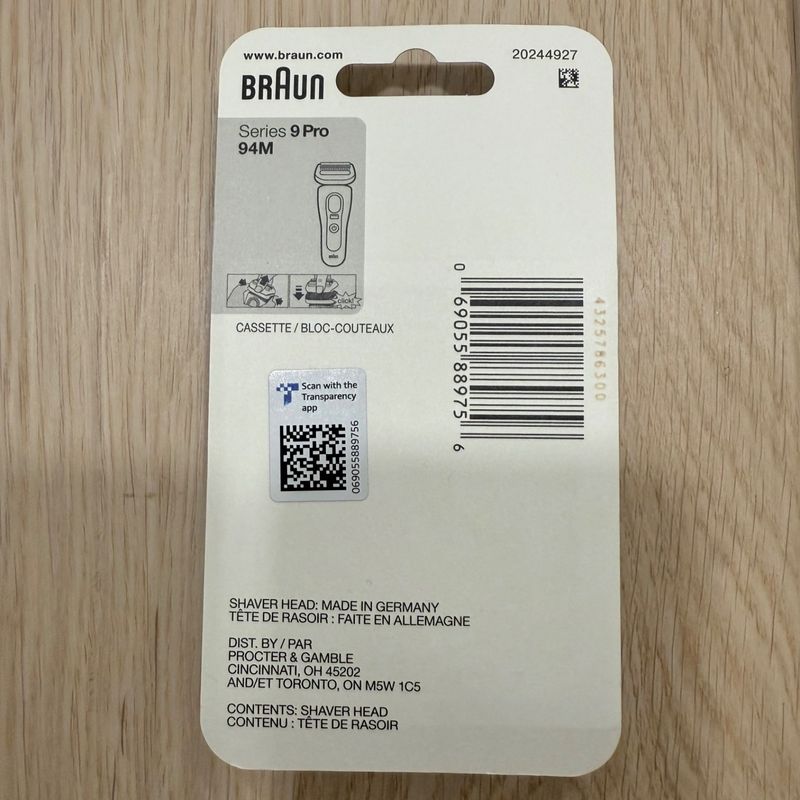 www.braun.com
20244927
BRAUN
Series 9 Pro
94M
BRAUN
click!
CASSETTE / BLOC-COUTEAUX
0 69055 88975 6
4325786300
Scan with the
Transparency
app
069055889756
SHAVER HEAD: MADE IN GERMANY
TÊTE DE RASOIR : FAITE EN ALLEMAGNE
DIST. BY / PAR
PROCTER & GAMBLE
CINCINNATI, OH 45202
AND/ET TORONTO, ON M5W 1C5
CONTENTS: SHAVER HEAD
CONTENU : TÊTE DE RASOIR